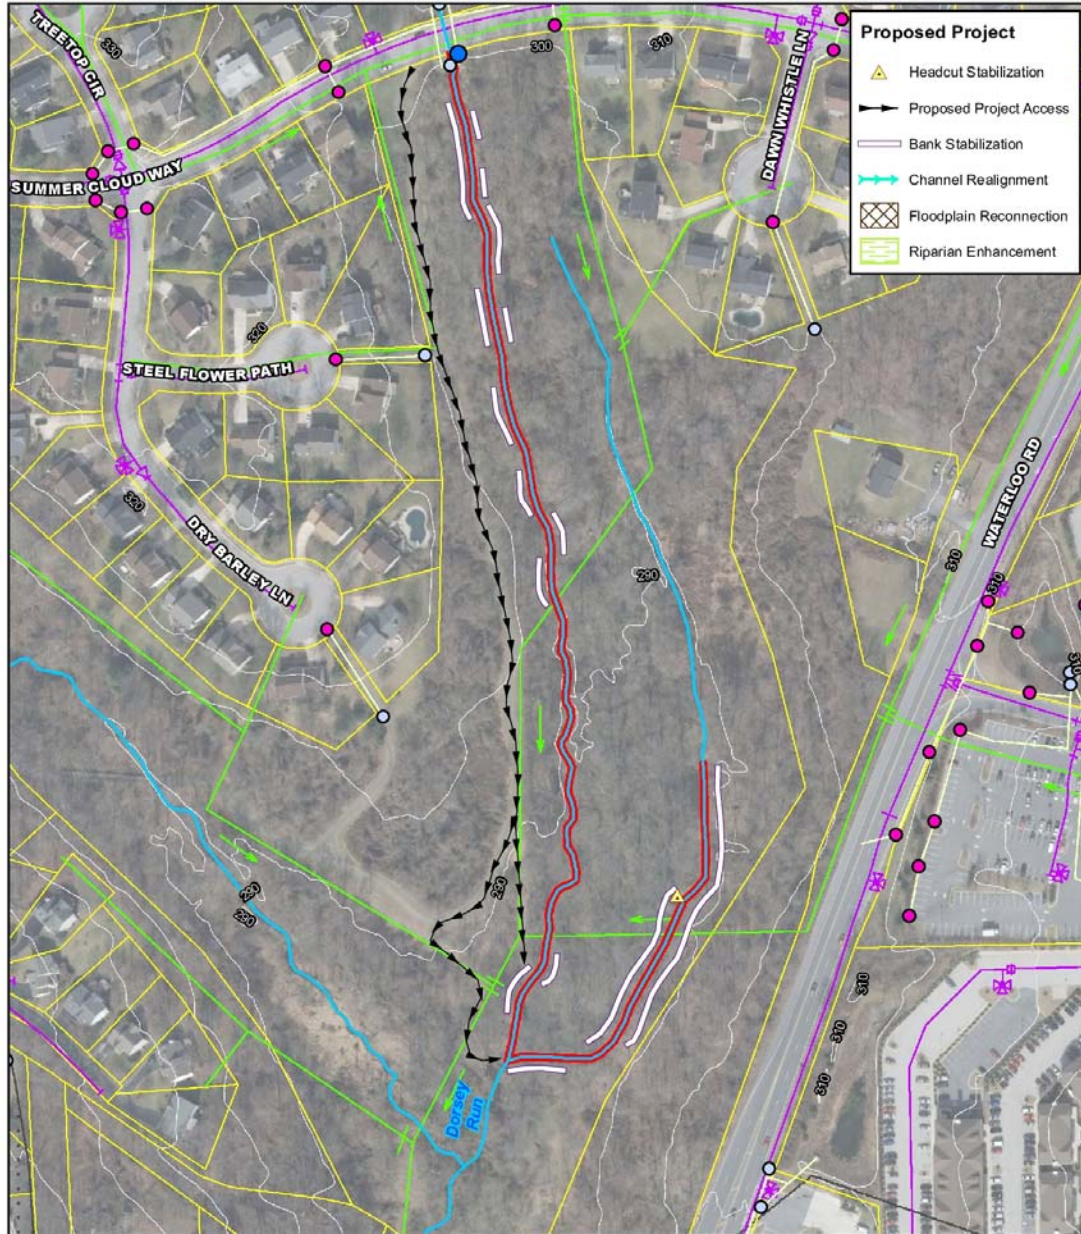 Proposed Project
Headcut Stabilization
Proposed Project Access
Bank Stabilization
Channel Realignment
Floodplain Reconnection
Riparian Enhancement
TREETOP CIR
330
300
310
DAWN WHISTLE LN
SUMMER CLOUD WAY
320
STEEL FLOWER PATH
320
DRY BARLEY LN
WATERLOO RD
310
310
310
290
290
290
290
310
310
310
Dorsey
Run